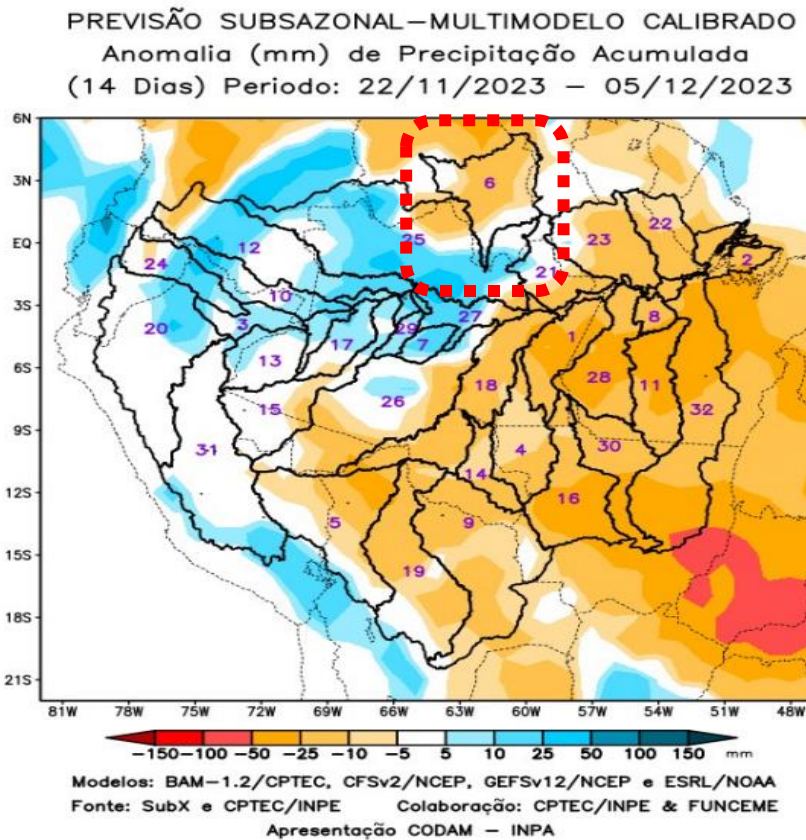 PREVISÃO SUBSAZONAL−MULTIMODELO CALIBRADO
Anomalia (mm) de Precipitação Acumulada
(14 Dias) Periodo: 22/11/2023 − 05/12/2023
6N
3N
EQ
3S
6S
9S
12S
15S
18S
21S
6
22
23
2
12
25
24
21
10
27
20
3
29
8
17
7
1
13
18
28
11
32
15
26
31
4
30
14
5
9
16
19
81W 78W 75W 72W 69W 66W 63W 60W 57W 54W 51W 48W
−150 −100 −50 −25 −10 −5 5 10 25 50 100 150 mm
Modelos: BAM−1.2/CPTEC, CFSv2/NCEP, GEFSv12/NCEP e ESRL/NOAA
Fonte: SubX e CPTEC/INPE Colaboração: CPTEC/INPE & FUNCEME
Apresentação CODAM − INPA